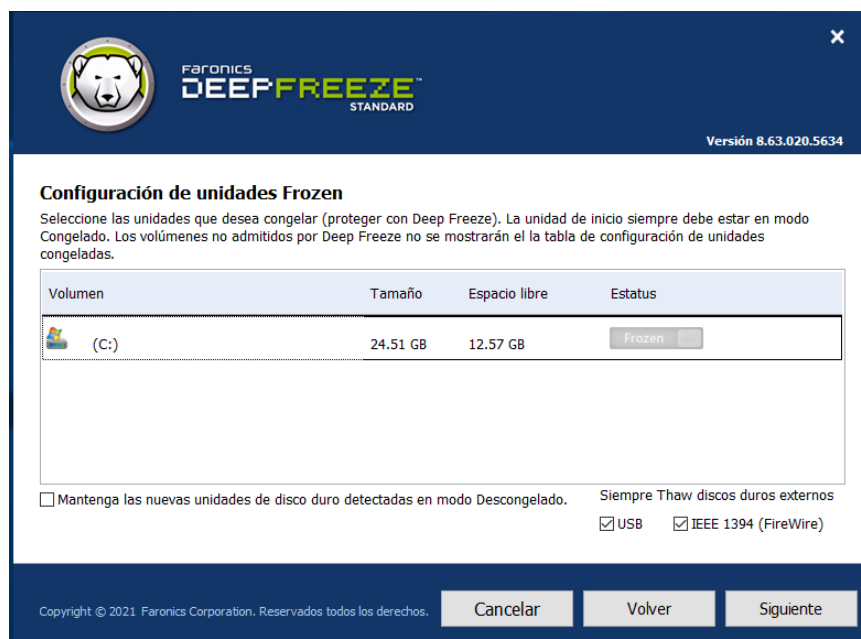 Faronics
DEEPFREEZE™
STANDARD
Versión 8.63.020.5634
Configuración de unidades Frozen
Seleccione las unidades que desea congelar (proteger con Deep Freeze). La unidad de inicio siempre debe estar en modo
Congelado. Los volúmenes no admitidos por Deep Freeze no se mostrarán el la tabla de configuración de unidades
congeladas.
Volumen Tamaño Espacio libre Estatus
(C:) 24.51 GB 12.57 GB Frozen
Mantenga las nuevas unidades de disco duro detectadas en modo Descongelado.
Siempre Thaw discos duros externos
USB IEEE 1394 (FireWire)
Copyright © 2021 Faronics Corporation. Reservados todos los derechos.
Cancelar Volver Siguiente